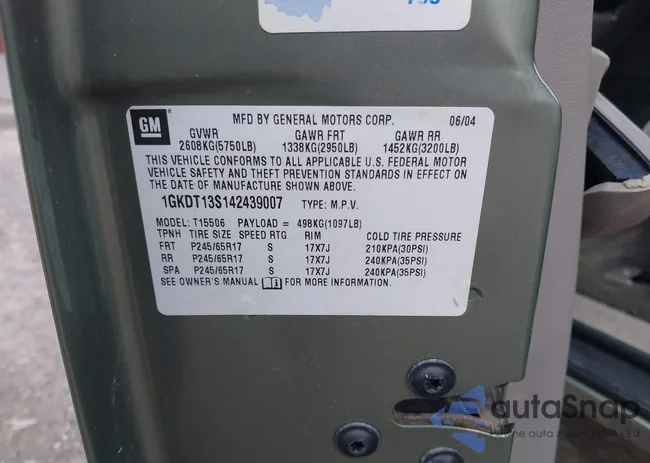 GM
MFD BY GENERAL MOTORS CORP. 06/04
GVWR GAWR FRT GAWR RR
2608KG(5750LB) 1338KG(2950LB) 1452KG(3200LB)
THIS VEHICLE CONFORMS TO ALL APPLICABLE U.S. FEDERAL MOTOR
VEHICLE SAFETY AND THEFT PREVENTION STANDARDS IN EFFECT ON
THE DATE OF MANUFACTURE SHOWN ABOVE.
1GKDT13S142439007 TYPE: M.P.V.
MODEL: T15506 PAYLOAD = 498KG(1097LB)
TPNH TIRE SIZE SPEED RTG RIM COLD TIRE PRESSURE
FRT P245/65R17 S 17X7J 210KPA(30PSI)
RR P245/65R17 S 17X7J 240KPA(35PSI)
SPA P245/65R17 S 17X7J 240KPA(35PSI)
SEE OWNER'S MANUAL FOR MORE INFORMATION.
autaSnap